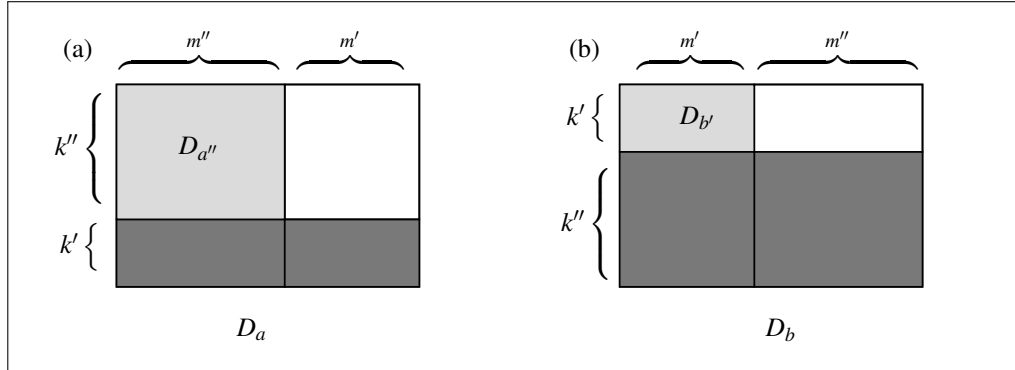 (a) m″ m′
k″ D_{a″}
k′
D_a
(b) m′ m″
k′ D_{b′}
k″
D_b